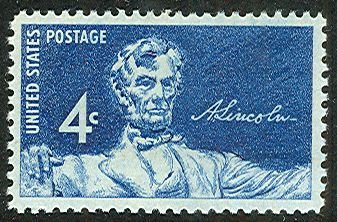 UNITED STATES POSTAGE
4c
A. Lincoln